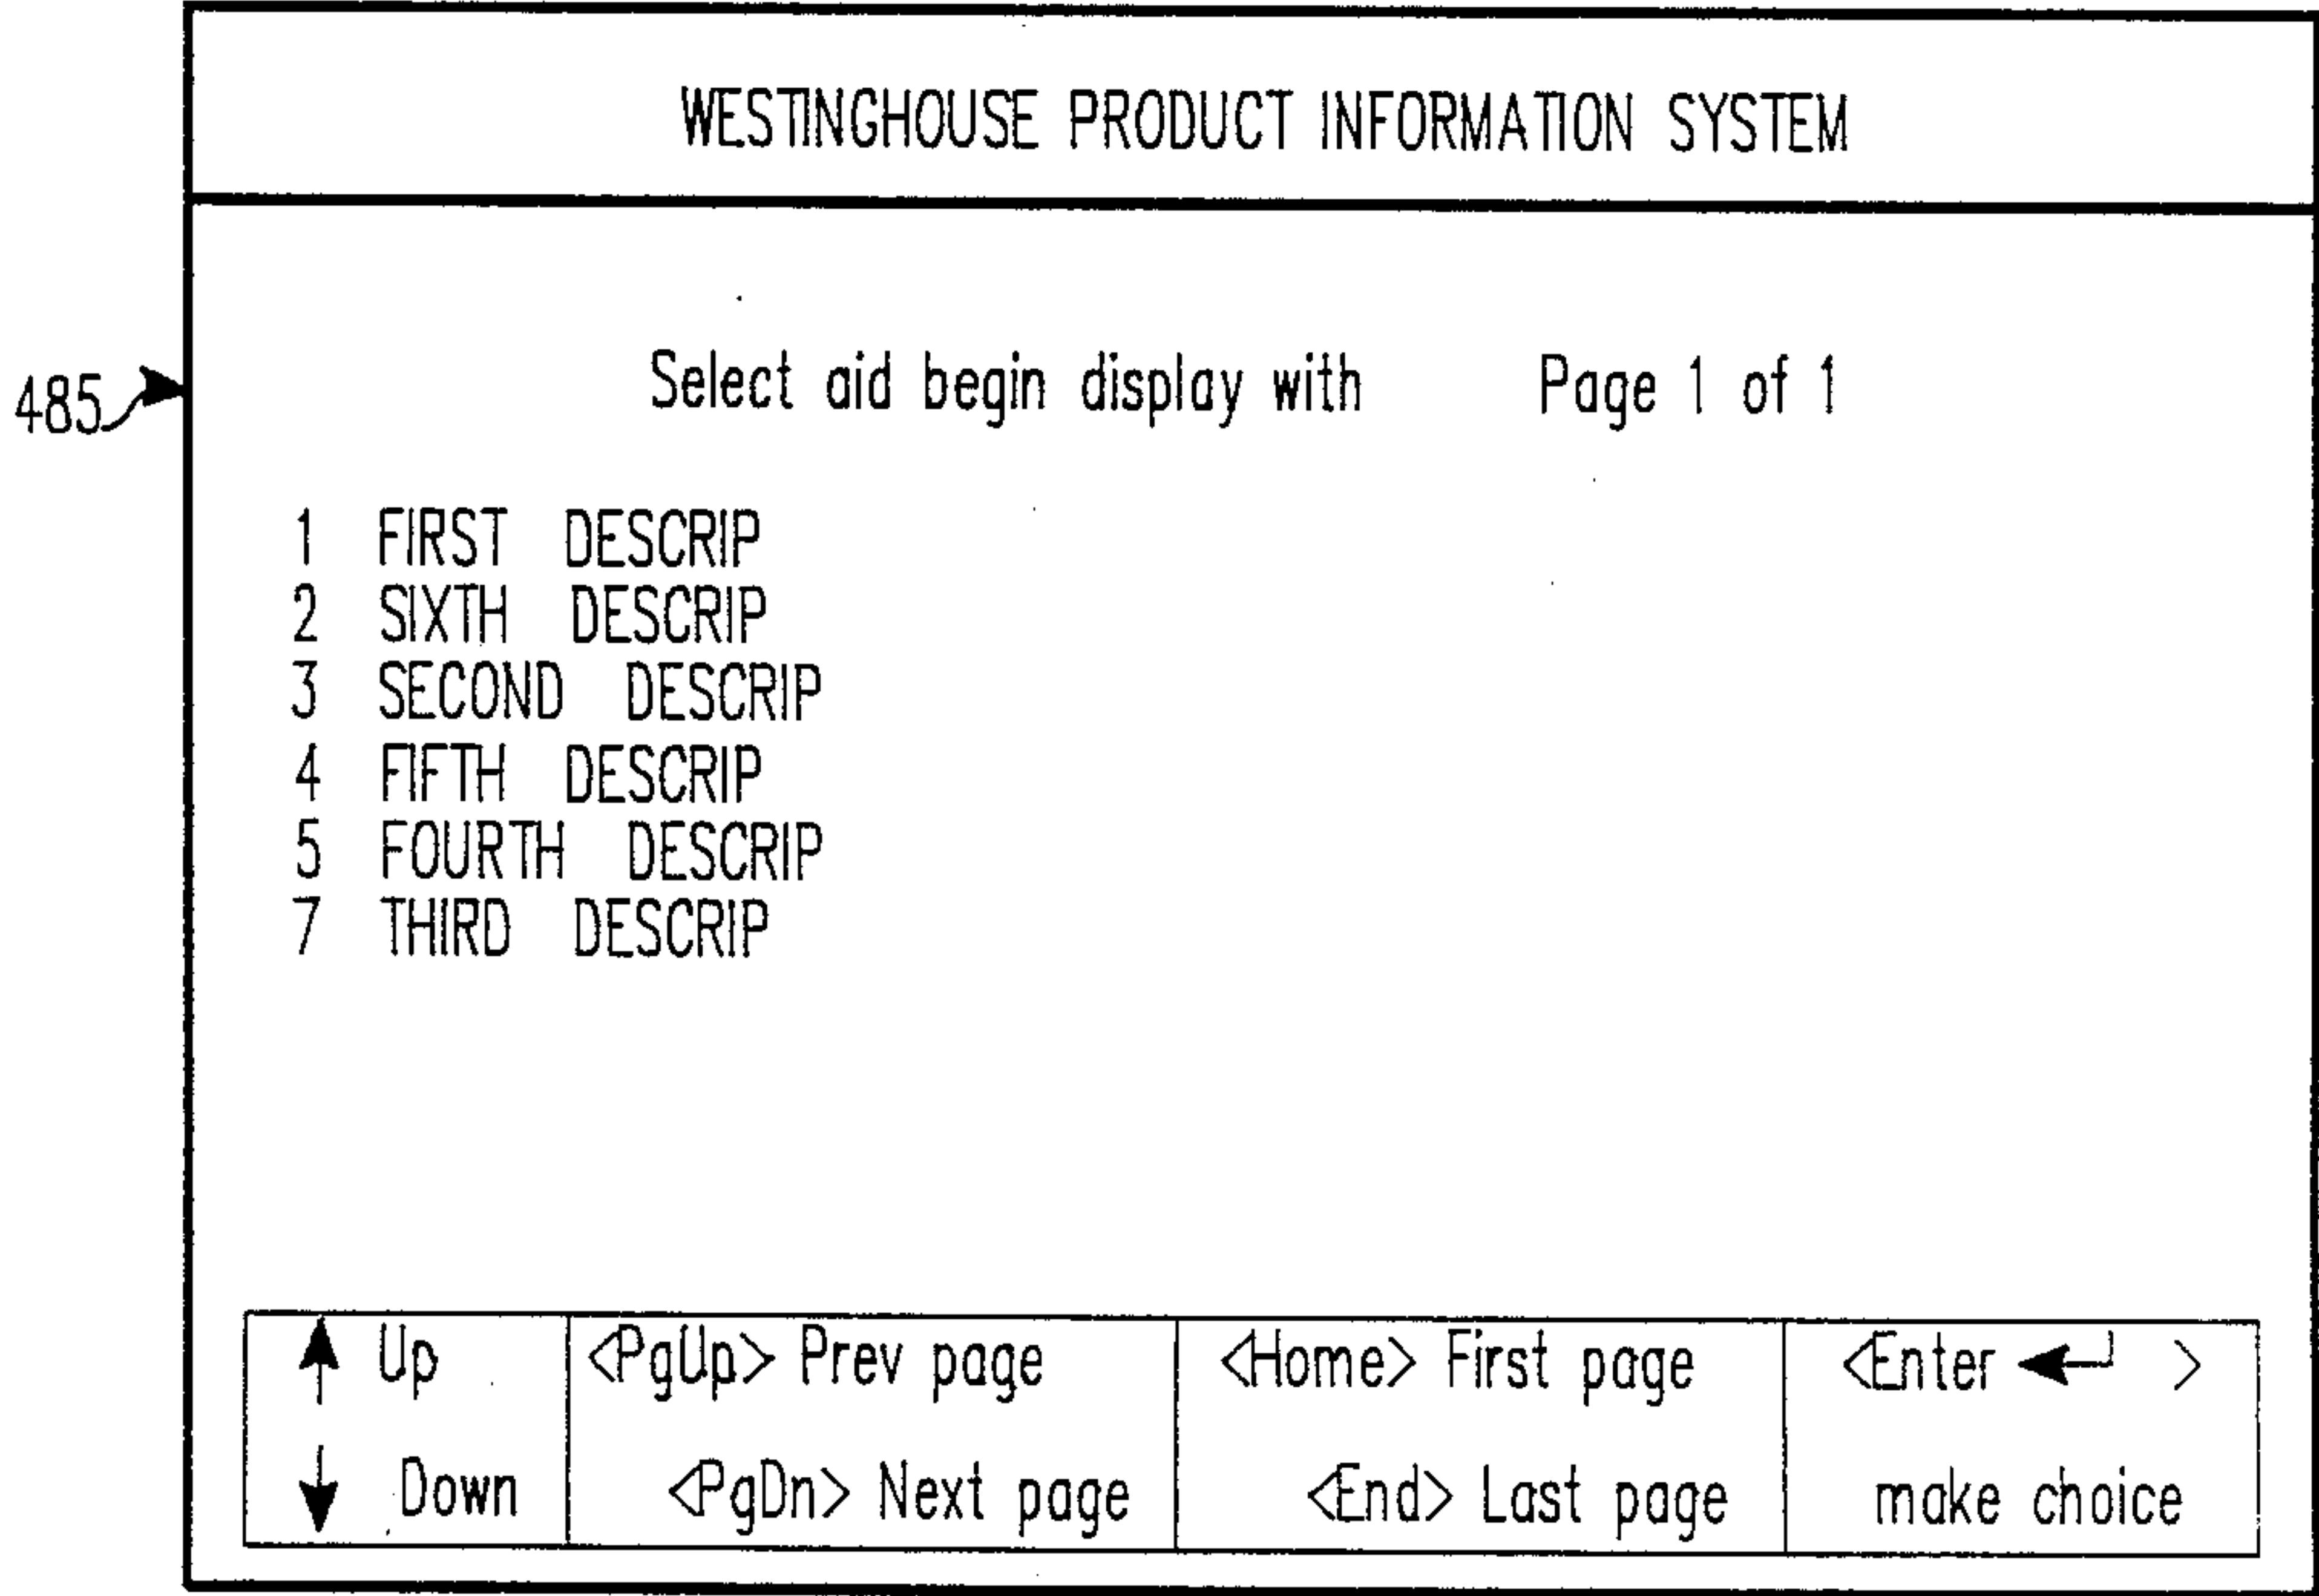 WESTINGHOUSE PRODUCT INFORMATION SYSTEM
485
Select aid begin display with Page 1 of 1
1 FIRST DESCRIP
2 SIXTH DESCRIP
3 SECOND DESCRIP
4 FIFTH DESCRIP
5 FOURTH DESCRIP
7 THIRD DESCRIP
↑ Up <PgUp> Prev page <Home> First page <Enter ↵ >
↓ Down <PgDn> Next page <End> Last page make choice